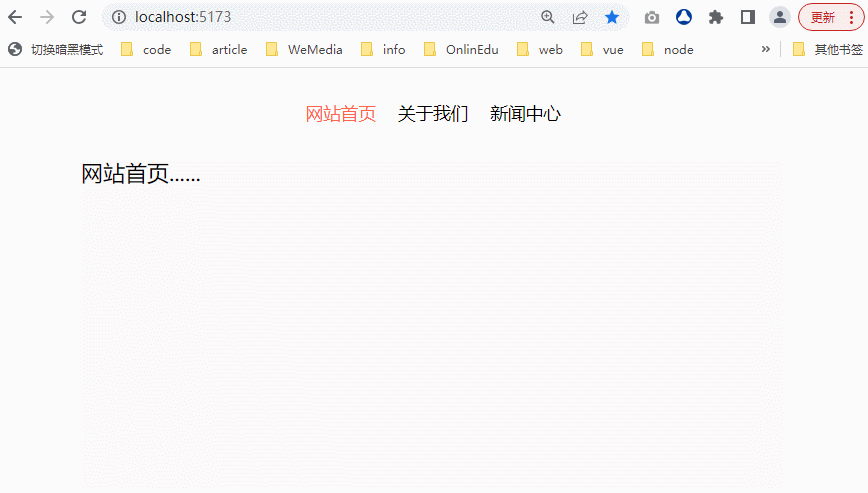 localhost:5173
更新
切换暗黑模式 code article WeMedia info OnlinEdu web vue node » 其他书签
网站首页 关于我们 新闻中心
网站首页……